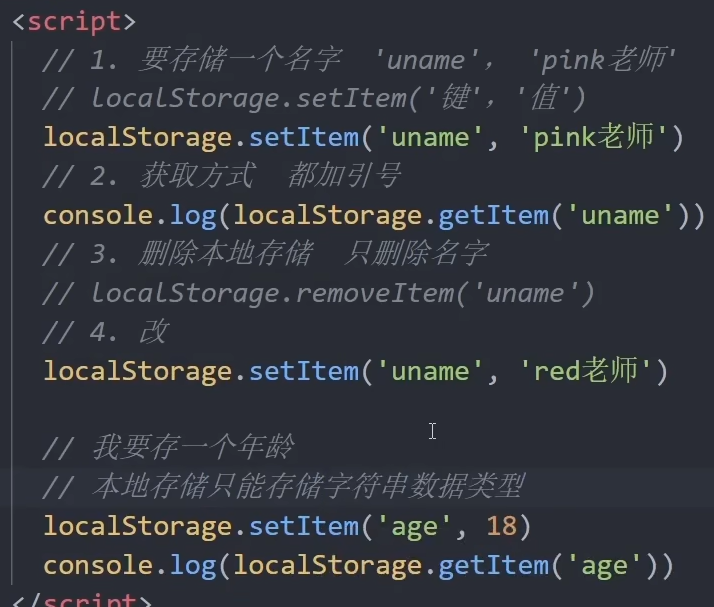 <script>
// 1. 要存储一个名字  'uname',  'pink老师'
// localStorage.setItem('键','值')
localStorage.setItem('uname', 'pink老师')
// 2. 获取方式  都加引号
console.log(localStorage.getItem('uname'))
// 3. 删除本地存储  只删除名字
// localStorage.removeItem('uname')
// 4. 改
localStorage.setItem('uname', 'red老师')
// 我要存一个年龄
// 本地存储只能存储字符串数据类型
localStorage.setItem('age', 18)
console.log(localStorage.getItem('age'))
</script>